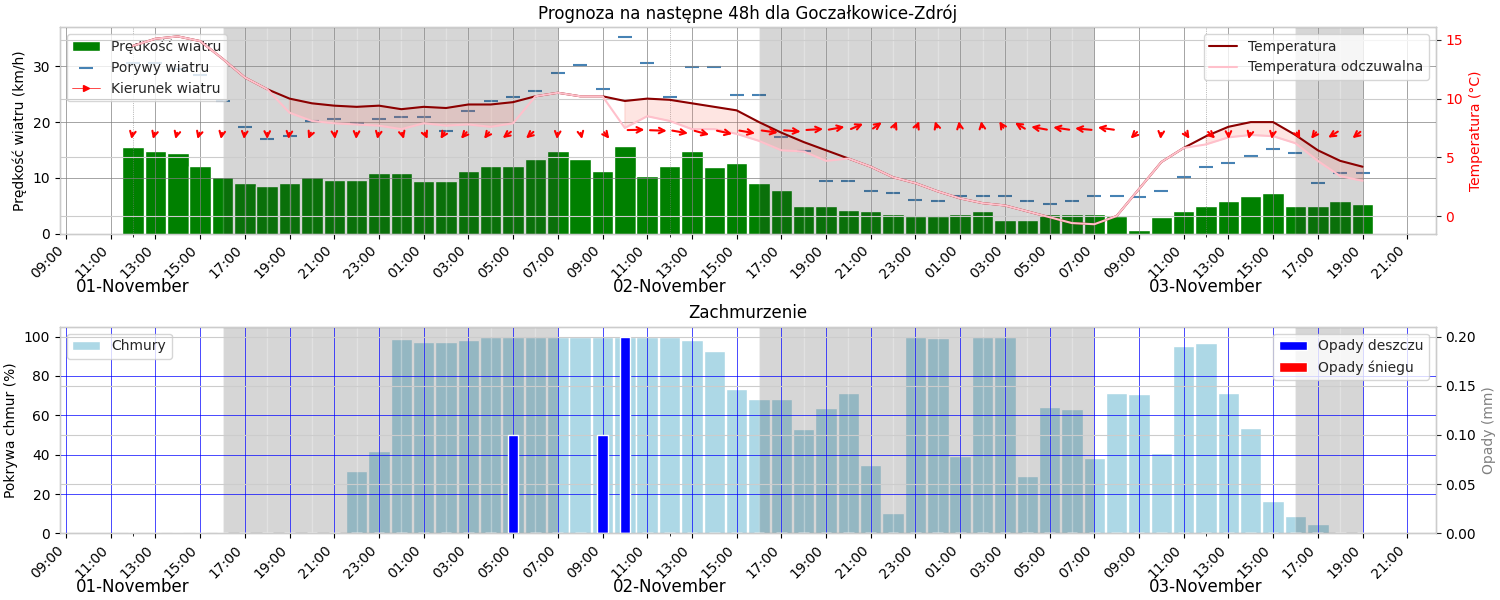 Prognoza na następne 48h dla Goczałkowice-Zdrój
Prędkość wiatru
Porywy wiatru
Kierunek wiatru
Temperatura
Temperatura odczuwalna
Prędkość wiatru (km/h)
30
20
10
0
Temperatura (°C)
15
10
5
0
09:00 11:00 13:00 15:00 17:00 19:00 21:00 23:00 01:00 03:00 05:00 07:00 09:00 11:00 13:00 15:00 17:00 19:00 21:00 23:00 01:00 03:00 05:00 07:00 09:00 11:00 13:00 15:00 17:00 19:00 21:00
01-November 02-November 03-November
Zachmurzenie
Chmury
Opady deszczu
Opady śniegu
Pokrywa chmur (%)
100
80
60
40
20
0
Opady (mm)
0.20
0.15
0.10
0.05
0.00
09:00 11:00 13:00 15:00 17:00 19:00 21:00 23:00 01:00 03:00 05:00 07:00 09:00 11:00 13:00 15:00 17:00 19:00 21:00 23:00 01:00 03:00 05:00 07:00 09:00 11:00 13:00 15:00 17:00 19:00 21:00
01-November 02-November 03-November